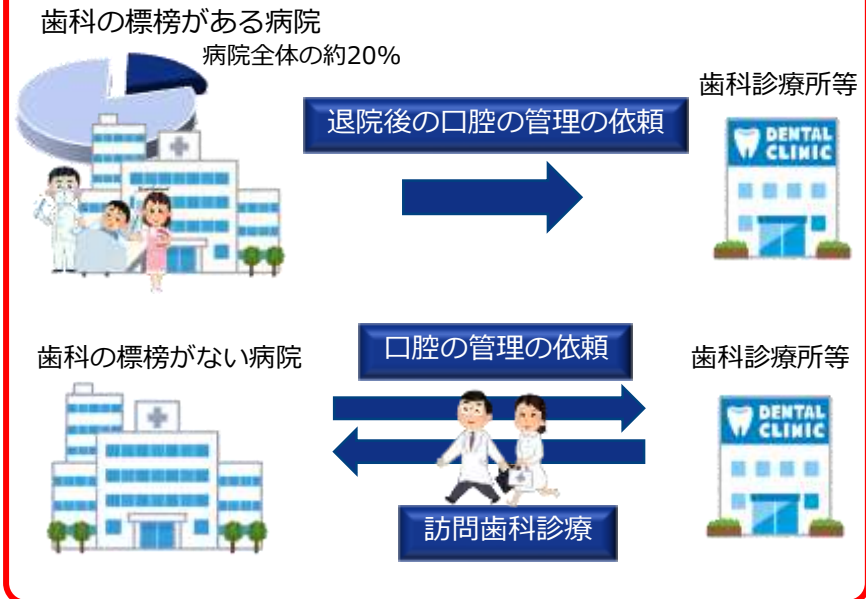 歯科の標榜がある病院
病院全体の約20%
歯科診療所等
退院後の口腔の管理の依頼
DENTAL
CLINIC
歯科の標榜がない病院
口腔の管理の依頼
歯科診療所等
DENTAL
CLINIC
訪問歯科診療